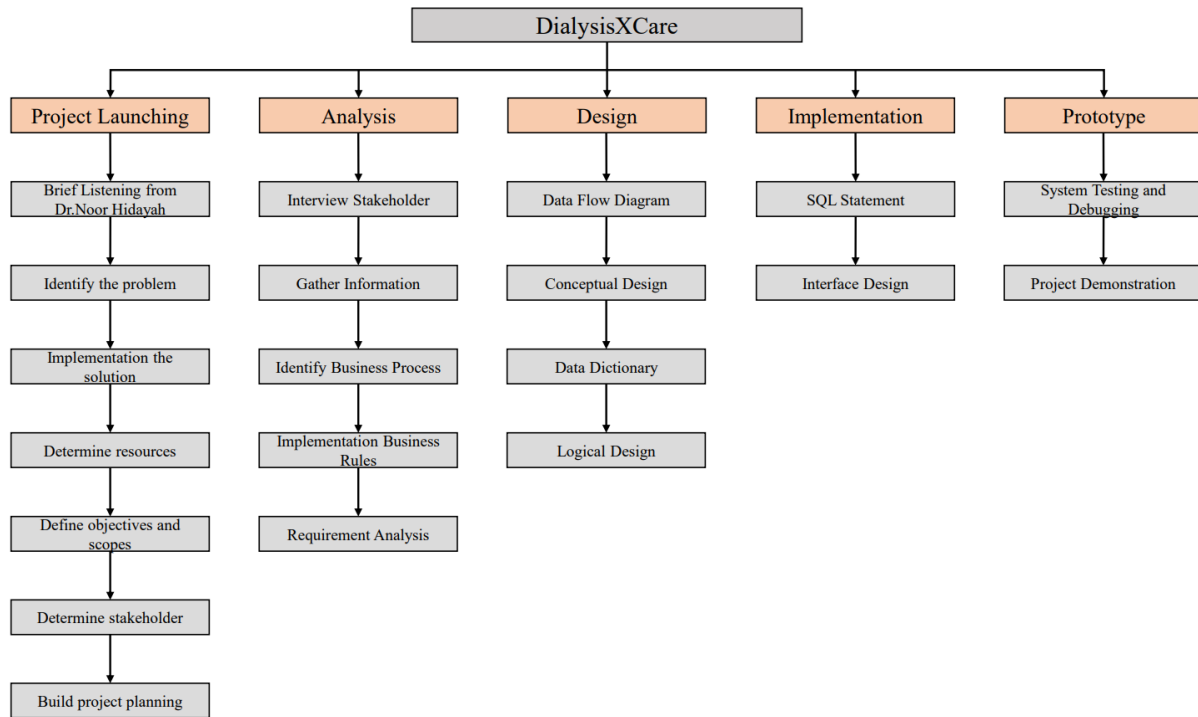 DialysisXCare
Project Launching
Analysis
Design
Implementation
Prototype
Brief Listening from
Dr.Noor Hidayah
Interview Stakeholder
Data Flow Diagram
SQL Statement
System Testing and
Debugging
Identify the problem
Gather Information
Conceptual Design
Interface Design
Project Demonstration
Implementation the
solution
Identify Business Process
Data Dictionary
Determine resources
Implementation Business
Rules
Logical Design
Define objectives and
scopes
Requirement Analysis
Determine stakeholder
Build project planning